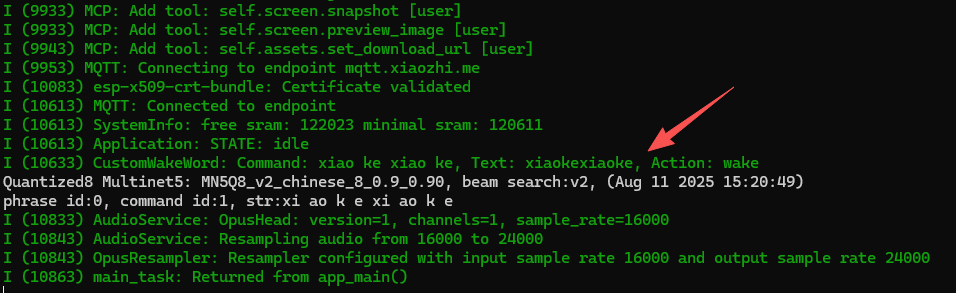 I (9933) MCP: Add tool: self.screen.snapshot [user]
I (9933) MCP: Add tool: self.screen.preview_image [user]
I (9943) MCP: Add tool: self.assets.set_download_url [user]
I (9953) MQTT: Connecting to endpoint mqtt.xiaozhi.me
I (10083) esp-x509-crt-bundle: Certificate validated
I (10613) MQTT: Connected to endpoint
I (10613) SystemInfo: free sram: 122023 minimal sram: 120611
I (10613) Application: STATE: idle
I (10633) CustomWakeWord: Command: xiao ke xiao ke, Text: xiaokexiaoke, Action: wake
Quantized8 Multinet5: MN5Q8_v2_chinese_8_0.9_0.90, beam search:v2, (Aug 11 2025 15:20:49)
phrase id:0, command id:1, str:xi ao k e xi ao k e
I (10833) AudioService: OpusHead: version=1, channels=1, sample_rate=16000
I (10843) AudioService: Resampling audio from 16000 to 24000
I (10843) OpusResampler: Resampler configured with input sample rate 16000 and output sample rate 24000
I (10863) main_task: Returned from app_main()